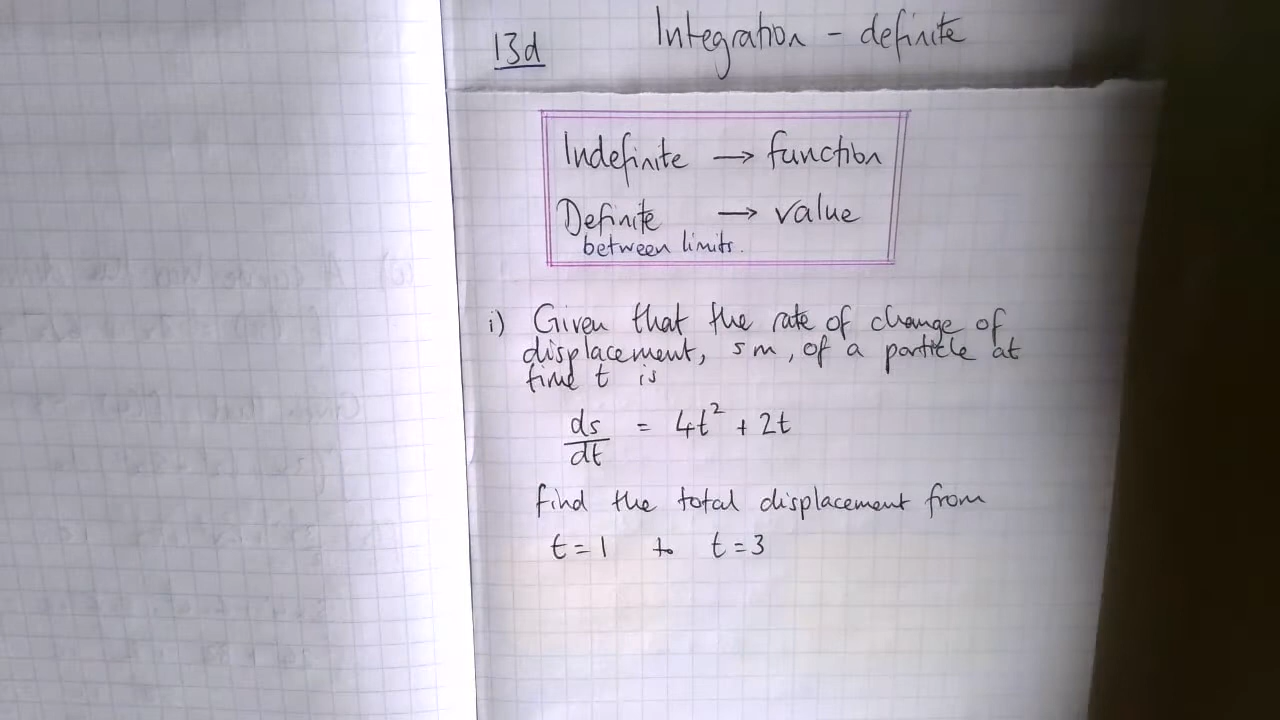 13d Integration - definite
Indefinite → function
Definite → value
between limits.
i) Given that the rate of change of
displacement, s m, of a particle at
time t is
ds/dt = 4t² + 2t
find the total displacement from
t=1 to t=3